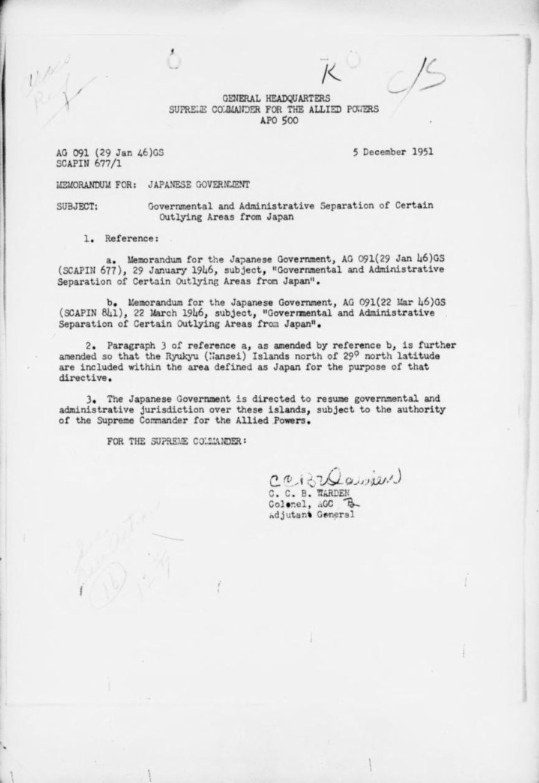 K C/S
GENERAL HEADQUARTERS
SUPREME COMMANDER FOR THE ALLIED POWERS
APO 500
AG 091 (29 Jan 46)GS 5 December 1951
SCAPIN 677/1
MEMORANDUM FOR: JAPANESE GOVERNMENT
SUBJECT: Governmental and Administrative Separation of Certain
Outlying Areas from Japan
1. Reference:
a. Memorandum for the Japanese Government, AG 091(29 Jan 46)GS
(SCAPIN 677), 29 January 1946, subject, "Governmental and Administrative
Separation of Certain Outlying Areas from Japan".
b. Memorandum for the Japanese Government, AG 091(22 Mar 46)GS
(SCAPIN 841), 22 March 1946, subject, "Governmental and Administrative
Separation of Certain Outlying Areas from Japan".
2. Paragraph 3 of reference a, as amended by reference b, is further
amended so that the Ryukyu (Nansei) Islands north of 29° north latitude
are included within the area defined as Japan for the purpose of that
directive.
3. The Japanese Government is directed to resume governmental and
administrative jurisdiction over these islands, subject to the authority
of the Supreme Commander for the Allied Powers.
FOR THE SUPREME COMMANDER:
C. C. B. WARDEN
Colonel, AGC
Adjutant General
16